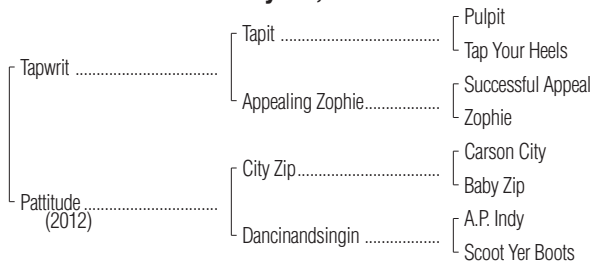 Pulpit
Tapit ........................................
Tap Your Heels
Tapwrit ....................................
Successful Appeal
Appealing Zophie...................
Zophie
Carson City
City Zip....................................
Baby Zip
Pattitude ..................................
(2012)
A.P. Indy
Dancinandsingin ...................
Scoot Yer Boots